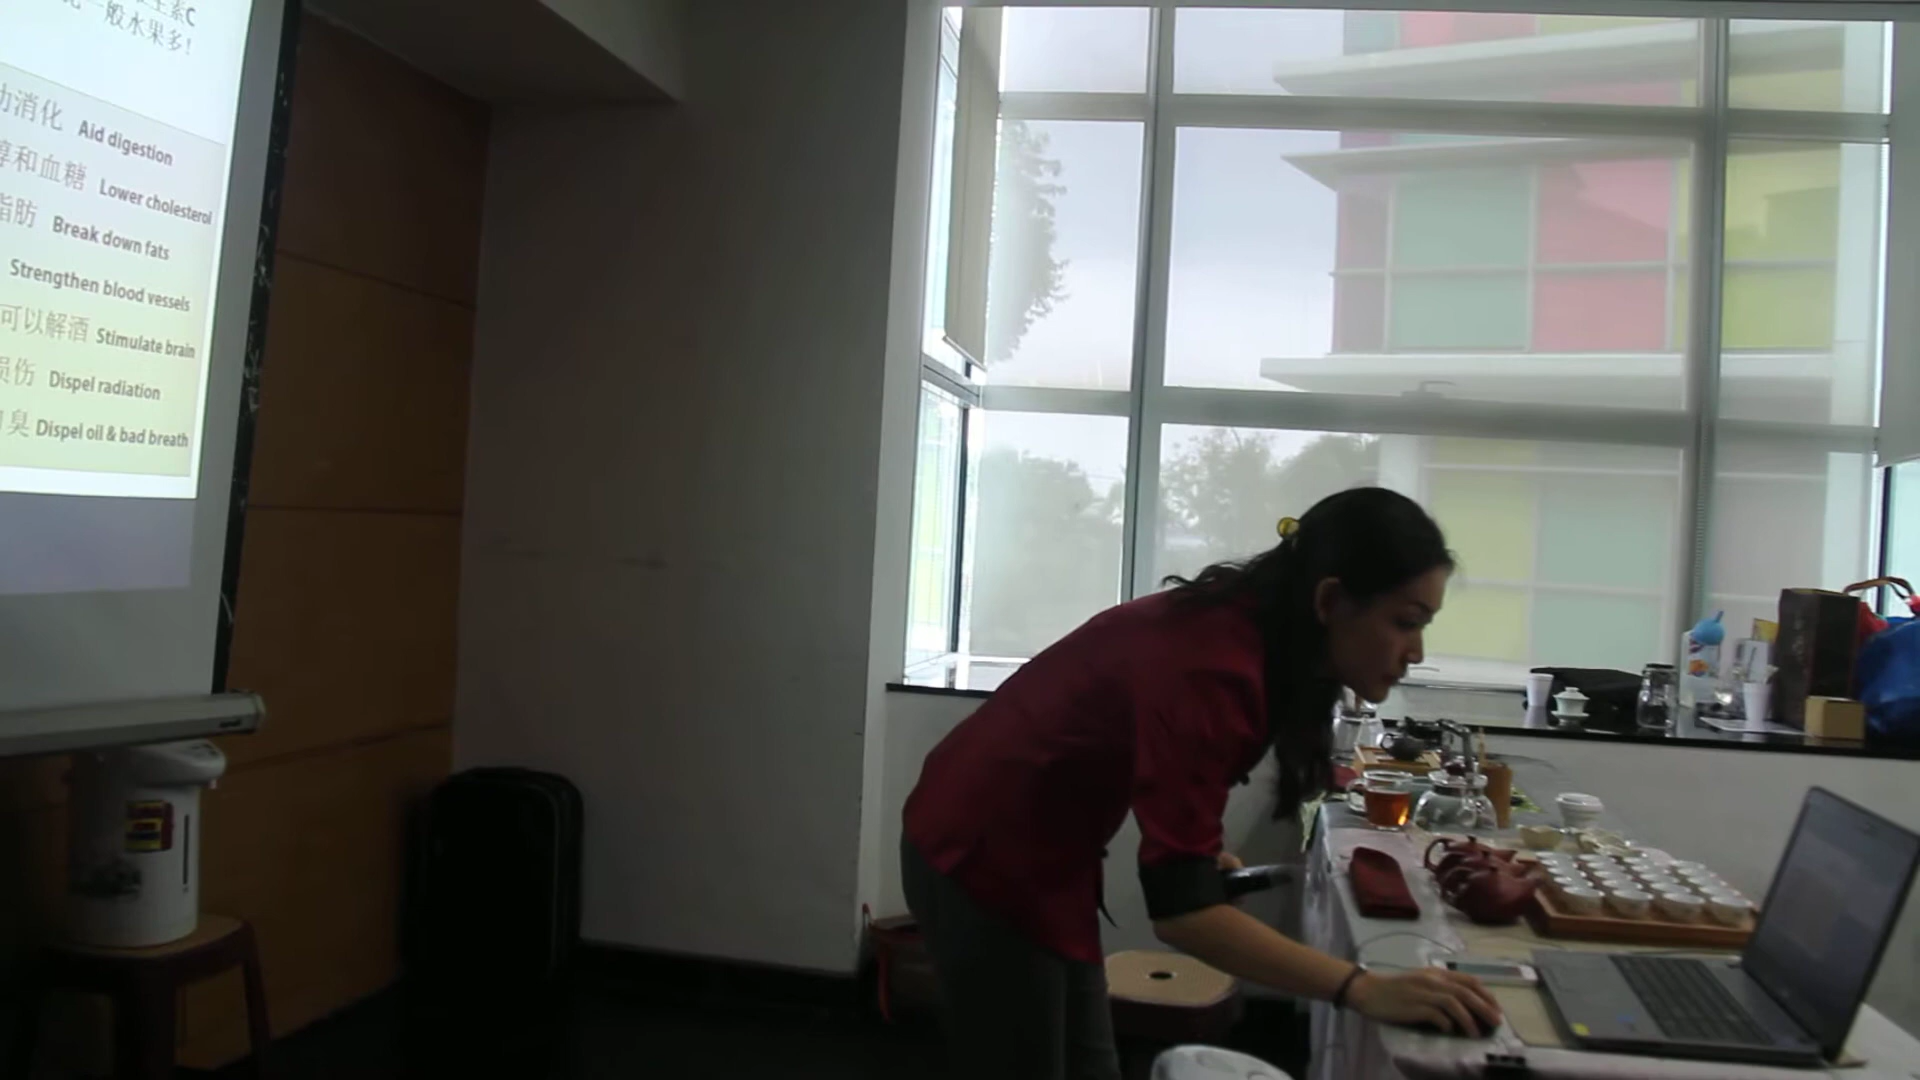 生素C
一般水果多!
助消化 Aid digestion
醇和血糖 Lower cholesterol
脂肪 Break down fats
Strengthen blood vessels
可以解酒 Stimulate brain
损伤 Dispel radiation
口臭 Dispel oil & bad breath